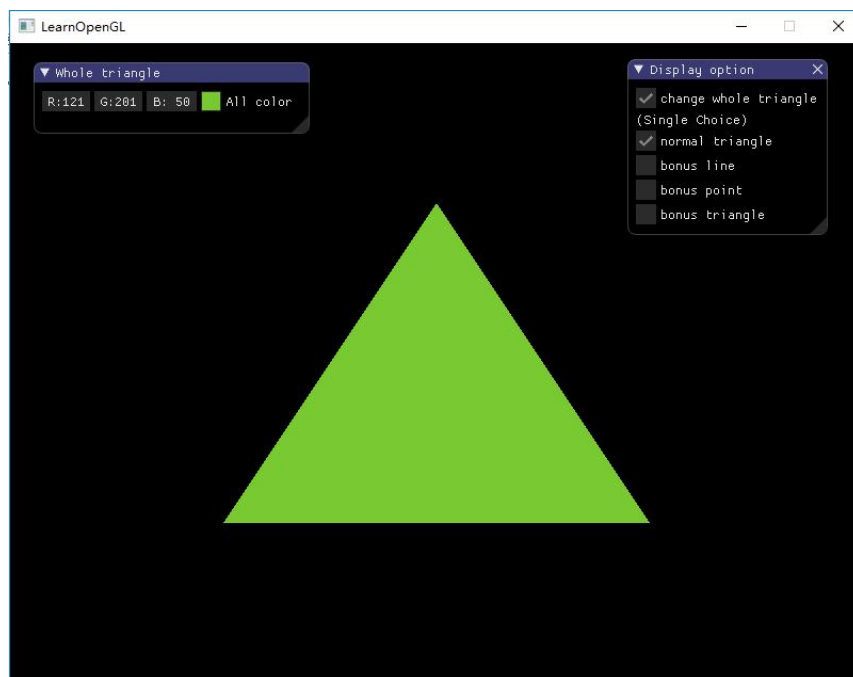 LearnOpenGL
Whole triangle
R:121 G:201 B: 50 All color
Display option
change whole triangle
(Single Choice)
normal triangle
bonus line
bonus point
bonus triangle